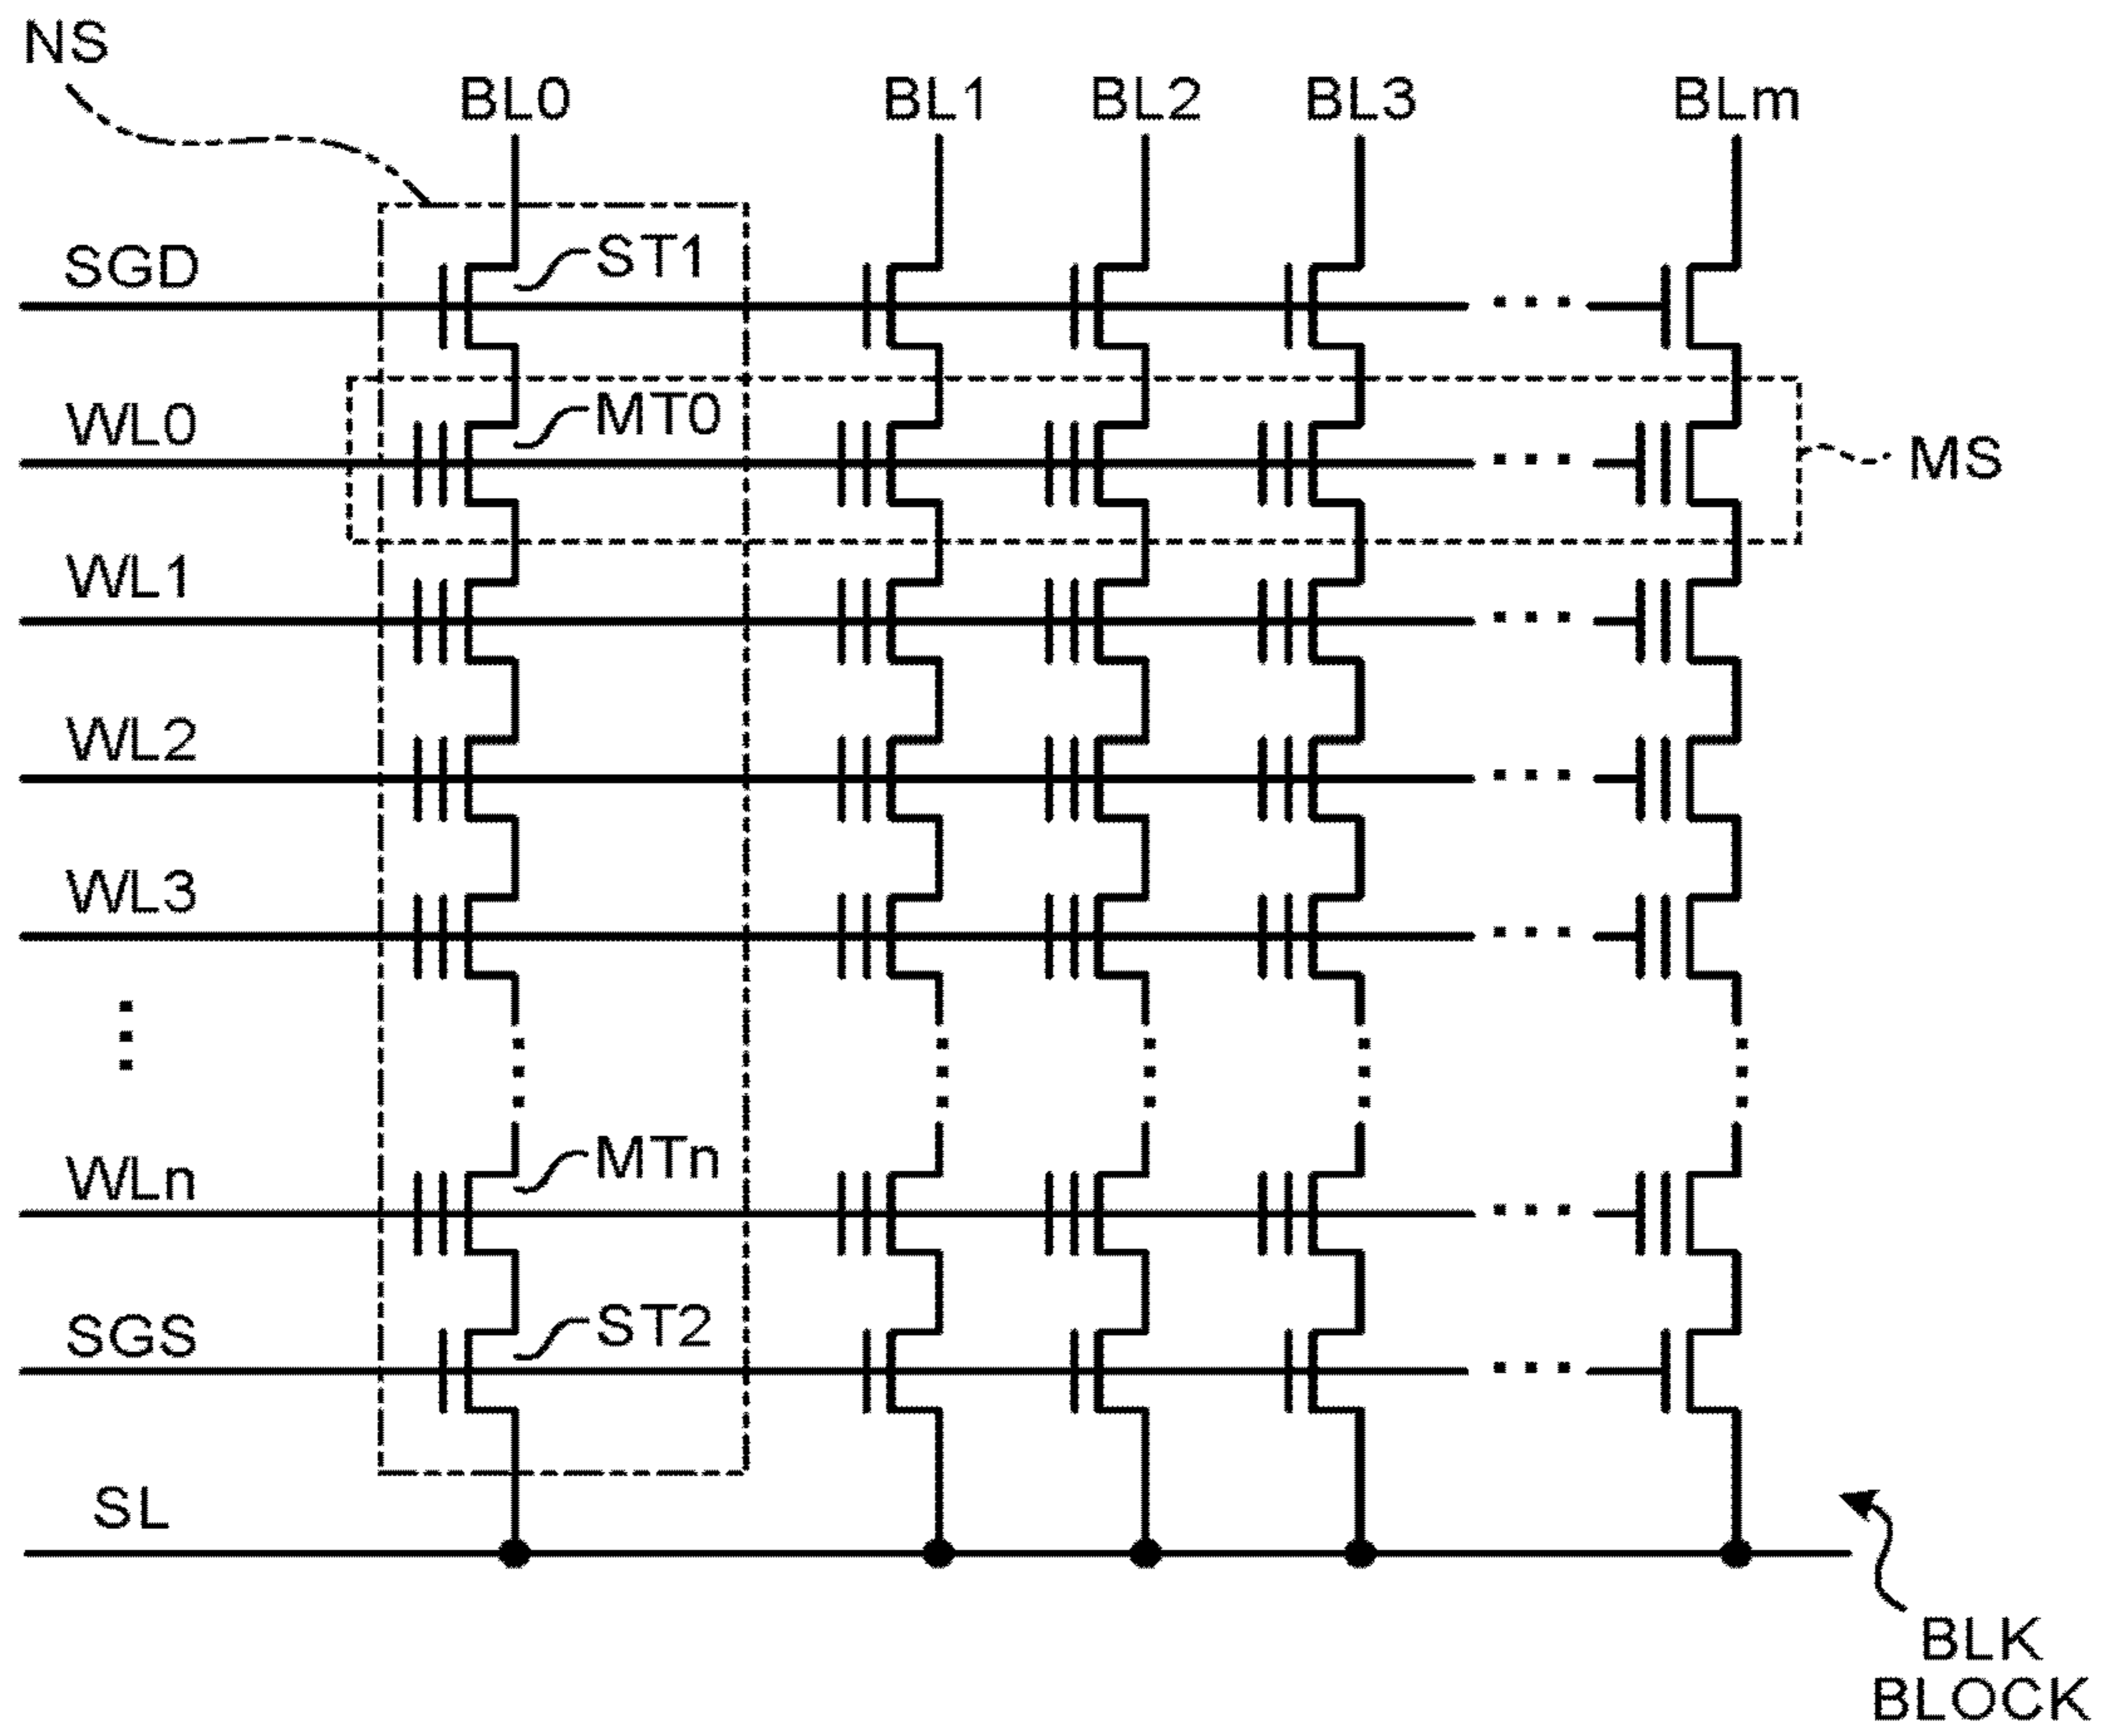 NS
BL0 BL1 BL2 BL3 BLm
SGD
ST1
WL0
MT0
MS
WL1
WL2
WL3
WLn
MTn
SGS
ST2
SL
BLK
BLOCK